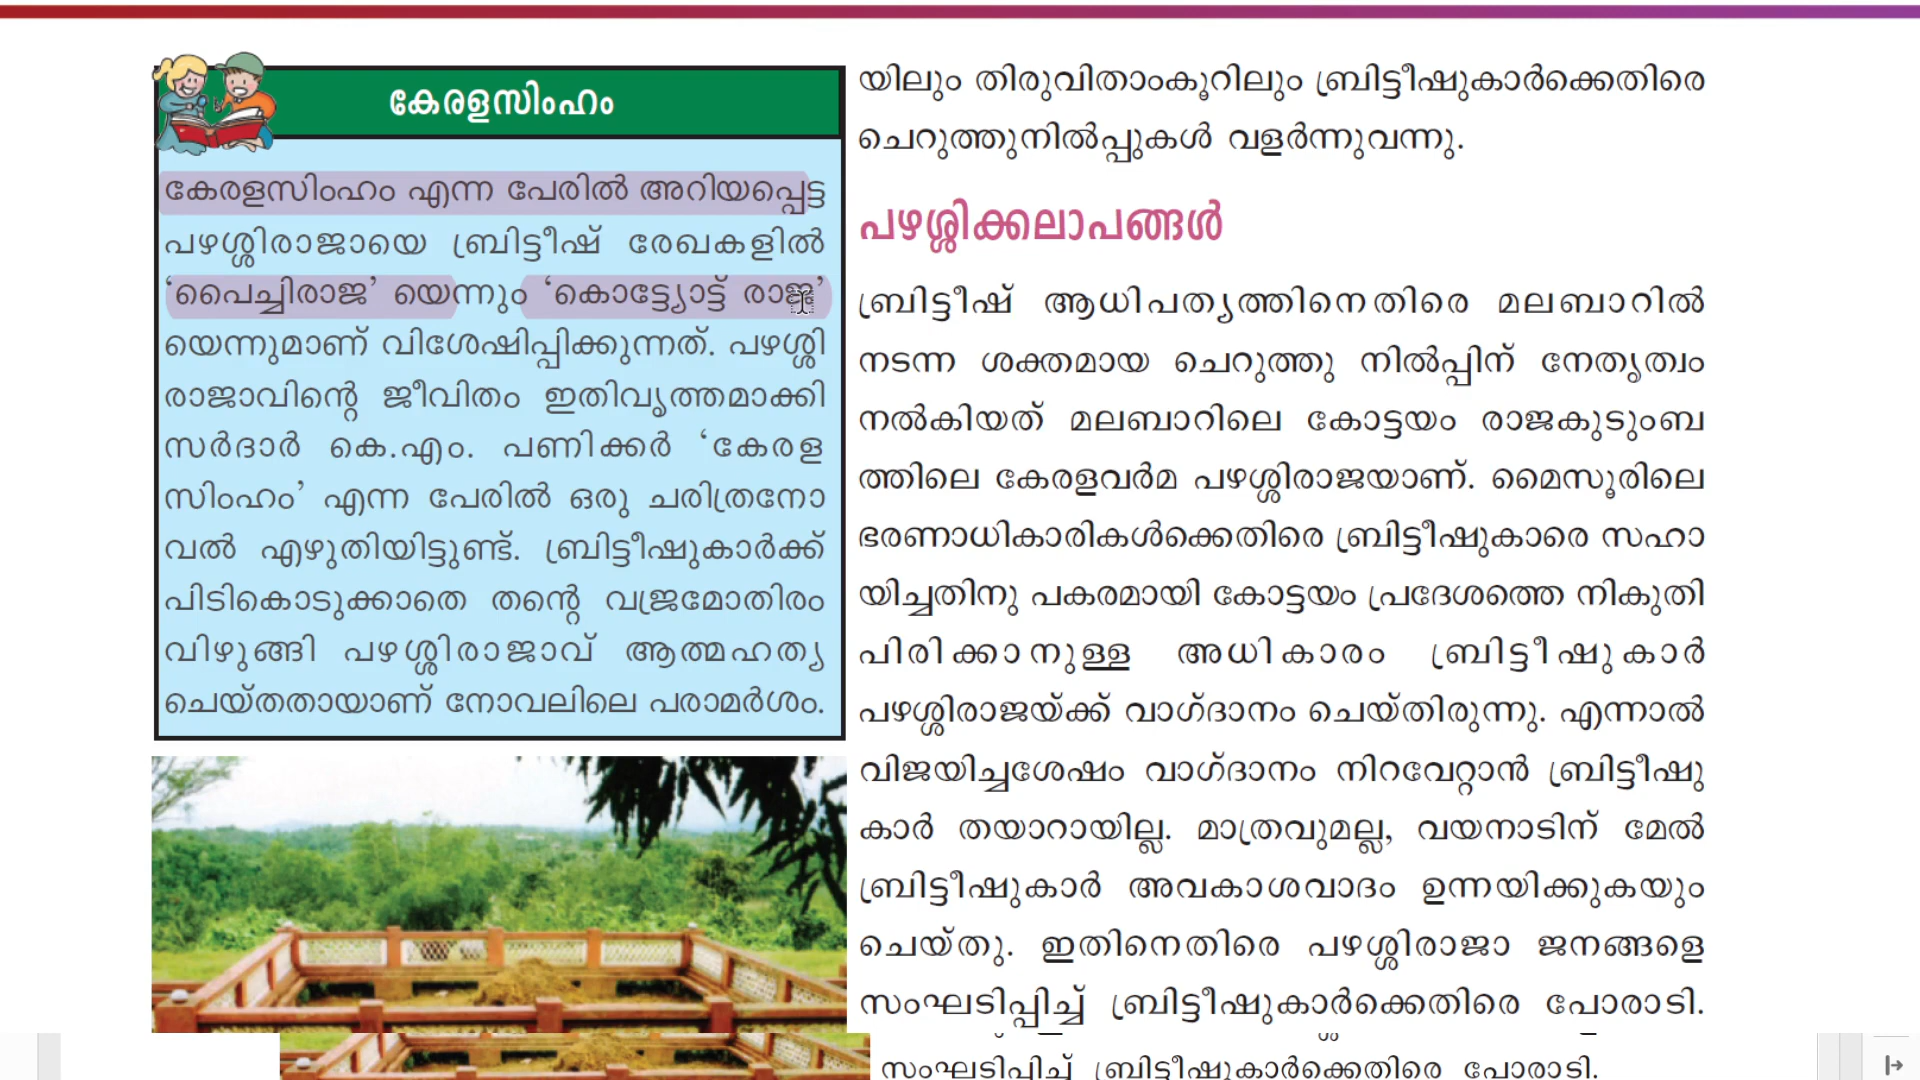 കേരളസിംഹം
കേരളസിംഹം എന്ന പേരിൽ അറിയപ്പെട്ട
പഴശ്ശിരാജായെ ബ്രിട്ടീഷ് രേഖകളിൽ
‘പൈച്ചിരാജ’ യെന്നും ‘കൊട്ട്യോട്ട് രാജ’
യെന്നുമാണ് വിശേഷിപ്പിക്കുന്നത്. പഴശ്ശി
രാജാവിന്റെ ജീവിതം ഇതിവൃത്തമാക്കി
സർദാർ കെ.എം. പണിക്കർ ‘കേരള
സിംഹം’ എന്ന പേരിൽ ഒരു ചരിത്രനോ
വൽ എഴുതിയിട്ടുണ്ട്. ബ്രിട്ടീഷുകാർക്ക്
പിടികൊടുക്കാതെ തന്റെ വജ്രമോതിരം
വിഴുങ്ങി പഴശ്ശിരാജാവ് ആത്മഹത്യ
ചെയ്തതായാണ് നോവലിലെ പരാമർശം.
യിലും തിരുവിതാംകൂറിലും ബ്രിട്ടീഷുകാർക്കെതിരെ
ചെറുത്തുനിൽപ്പുകൾ വളർന്നുവന്നു.
പഴശ്ശിക്കലാപങ്ങൾ
ബ്രിട്ടീഷ് ആധിപത്യത്തിനെതിരെ മലബാറിൽ
നടന്ന ശക്തമായ ചെറുത്തു നിൽപ്പിന് നേതൃത്വം
നൽകിയത് മലബാറിലെ കോട്ടയം രാജകുടുംബ
ത്തിലെ കേരളവർമ പഴശ്ശിരാജയാണ്. മൈസൂരിലെ
ഭരണാധികാരികൾക്കെതിരെ ബ്രിട്ടീഷുകാരെ സഹാ
യിച്ചതിനു പകരമായി കോട്ടയം പ്രദേശത്തെ നികുതി
പിരിക്കാനുള്ള അധികാരം ബ്രിട്ടീഷുകാർ
പഴശ്ശിരാജയ്ക്ക് വാഗ്ദാനം ചെയ്തിരുന്നു. എന്നാൽ
വിജയിച്ചശേഷം വാഗ്ദാനം നിറവേറ്റാൻ ബ്രിട്ടീഷു
കാർ തയാറായില്ല. മാത്രവുമല്ല, വയനാടിന് മേൽ
ബ്രിട്ടീഷുകാർ അവകാശവാദം ഉന്നയിക്കുകയും
ചെയ്തു. ഇതിനെതിരെ പഴശ്ശിരാജാ ജനങ്ങളെ
സംഘടിപ്പിച്ച് ബ്രിട്ടീഷുകാർക്കെതിരെ പോരാടി.
സംഘടിപ്പിച്ച് ബ്രിട്ടീഷുകാർക്കെതിരെ പോരാടി.